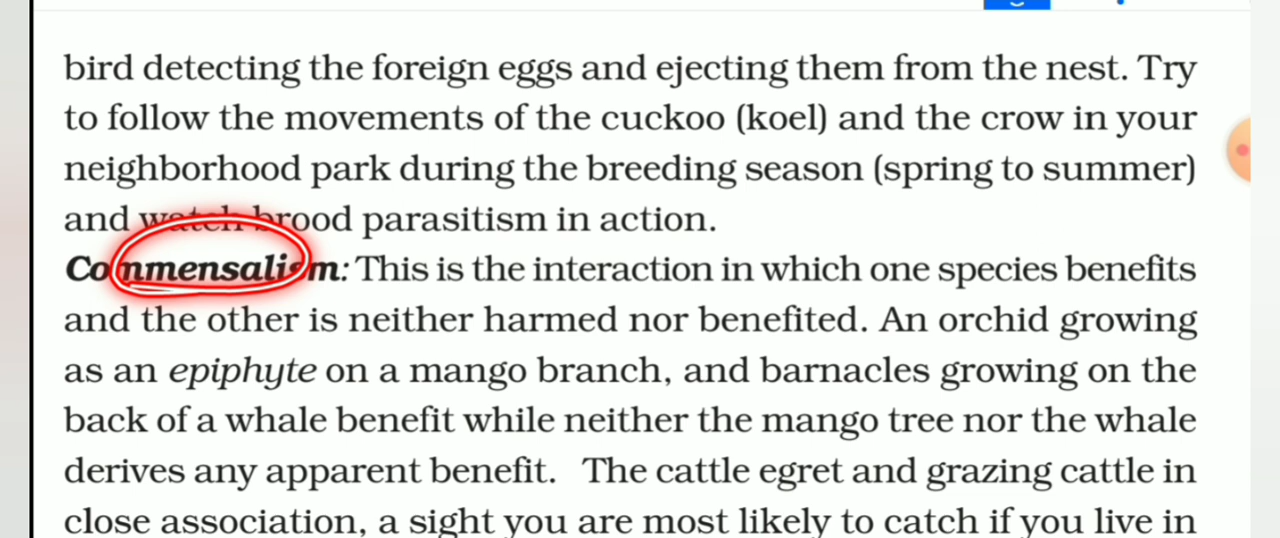 bird detecting the foreign eggs and ejecting them from the nest. Try
to follow the movements of the cuckoo (koel) and the crow in your
neighborhood park during the breeding season (spring to summer)
and watch brood parasitism in action.
Commensalism: This is the interaction in which one species benefits
and the other is neither harmed nor benefited. An orchid growing
as an epiphyte on a mango branch, and barnacles growing on the
back of a whale benefit while neither the mango tree nor the whale
derives any apparent benefit. The cattle egret and grazing cattle in
close association, a sight you are most likely to catch if you live in